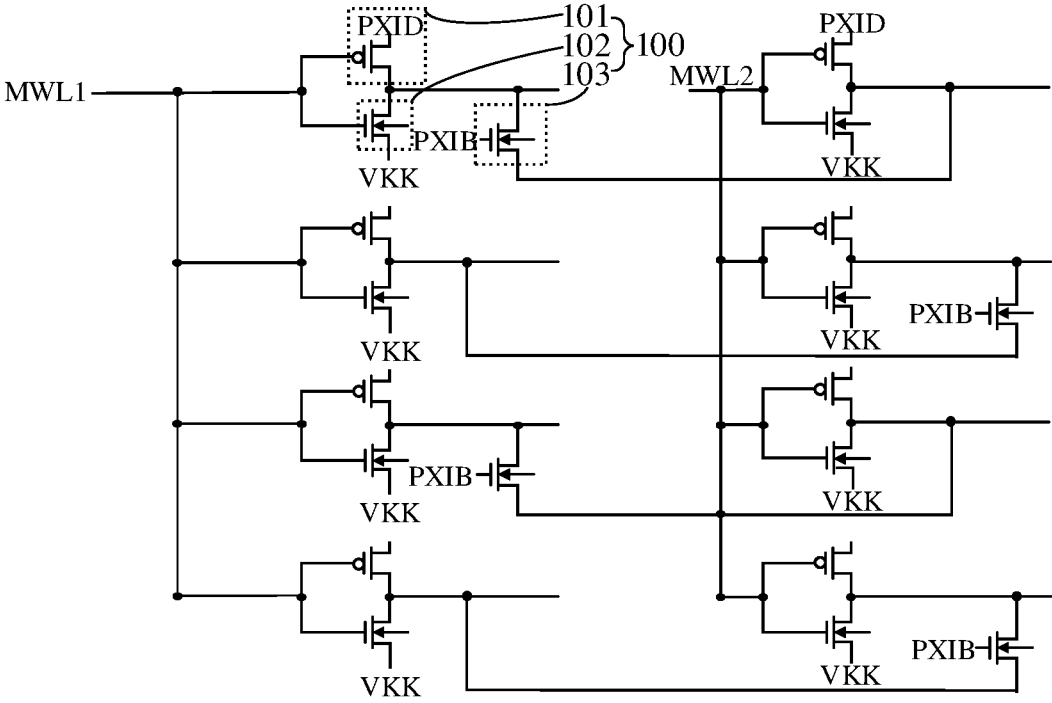 PXID 101 PXID
102 100
103
MWL1 MWL2
PXIB
VKK VKK
PXIB
VKK VKK
PXIB
VKK VKK
PXIB
VKK VKK